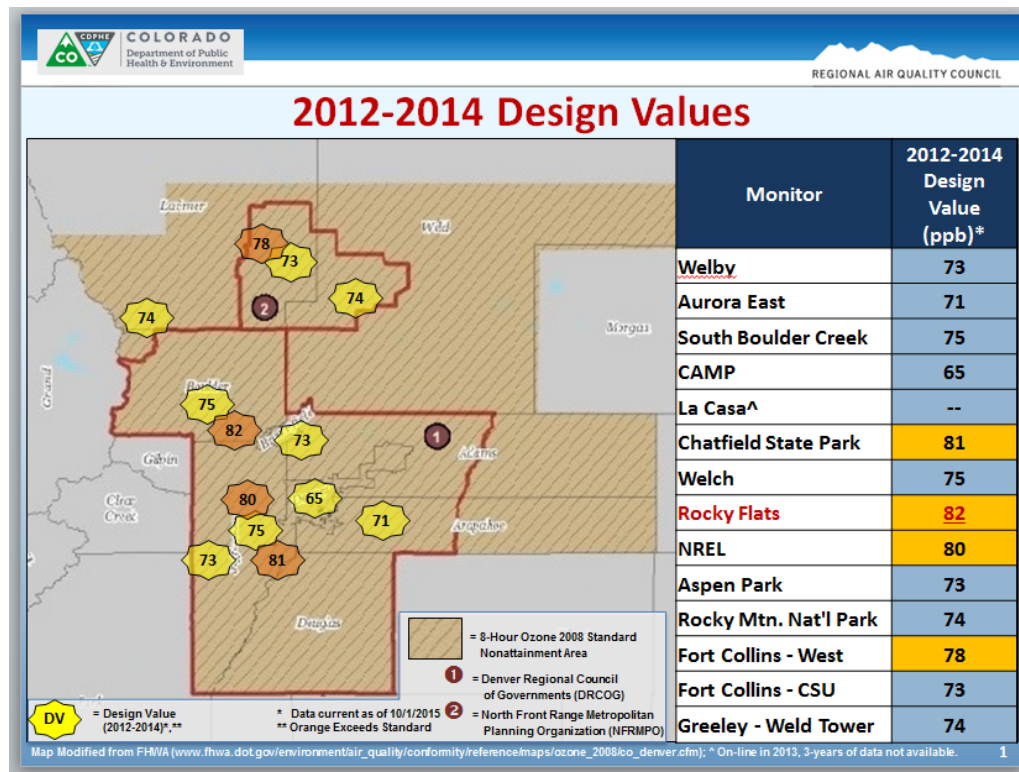 CDPHE
CO
COLORADO
Department of Public
Health & Environment
REGIONAL AIR QUALITY COUNCIL
2012-2014 Design Values
Larimer
Weld
78
73
74
2
74
Morgan
Grand
Boulder
75
82
Broomfield
73
1
Adams
Gilpin
Clear
Creek
80
65
75
71
Arapahoe
73
81
Douglas
= 8-Hour Ozone 2008 Standard
Nonattainment Area
1 = Denver Regional Council
of Governments (DRCOG)
2 = North Front Range Metropolitan
Planning Organization (NFRMPO)
DV = Design Value
(2012-2014)*,**
* Data current as of 10/1/2015
** Orange Exceeds Standard
Monitor 2012-2014 Design Value (ppb)*
Welby 73
Aurora East 71
South Boulder Creek 75
CAMP 65
La Casa^ --
Chatfield State Park 81
Welch 75
Rocky Flats 82
NREL 80
Aspen Park 73
Rocky Mtn. Nat'l Park 74
Fort Collins - West 78
Fort Collins - CSU 73
Greeley - Weld Tower 74
Map Modified from FHWA (www.fhwa.dot.gov/environment/air_quality/conformity/reference/maps/ozone_2008/co_denver.cfm); ^ On-line in 2013, 3-years of data not available. 1